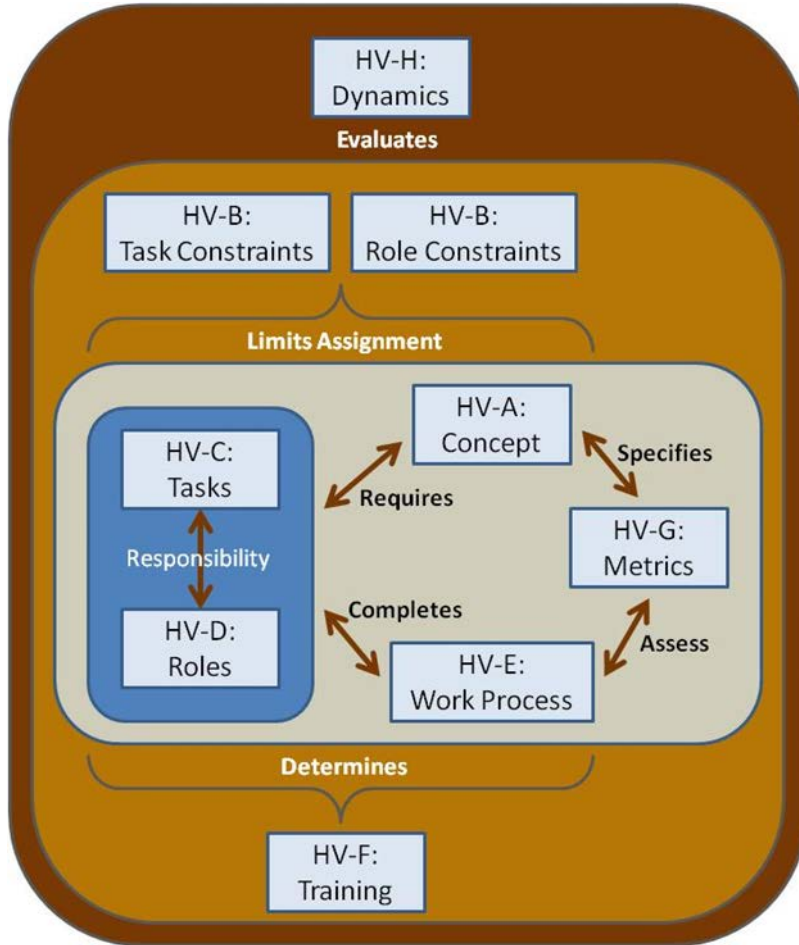 HV-H:
Dynamics
Evaluates
HV-B:
Task Constraints
HV-B:
Role Constraints
Limits Assignment
HV-A:
Concept
HV-C:
Tasks
Specifies
Requires
HV-G:
Metrics
Responsibility
Completes
HV-D:
Roles
Assess
HV-E:
Work Process
Determines
HV-F:
Training